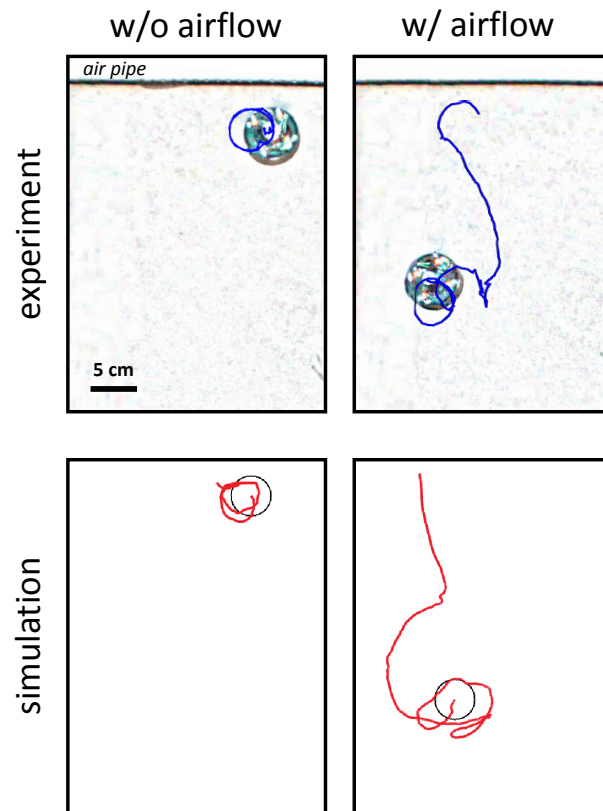 w/o airflow
w/ airflow
air pipe
experiment
5 cm
simulation